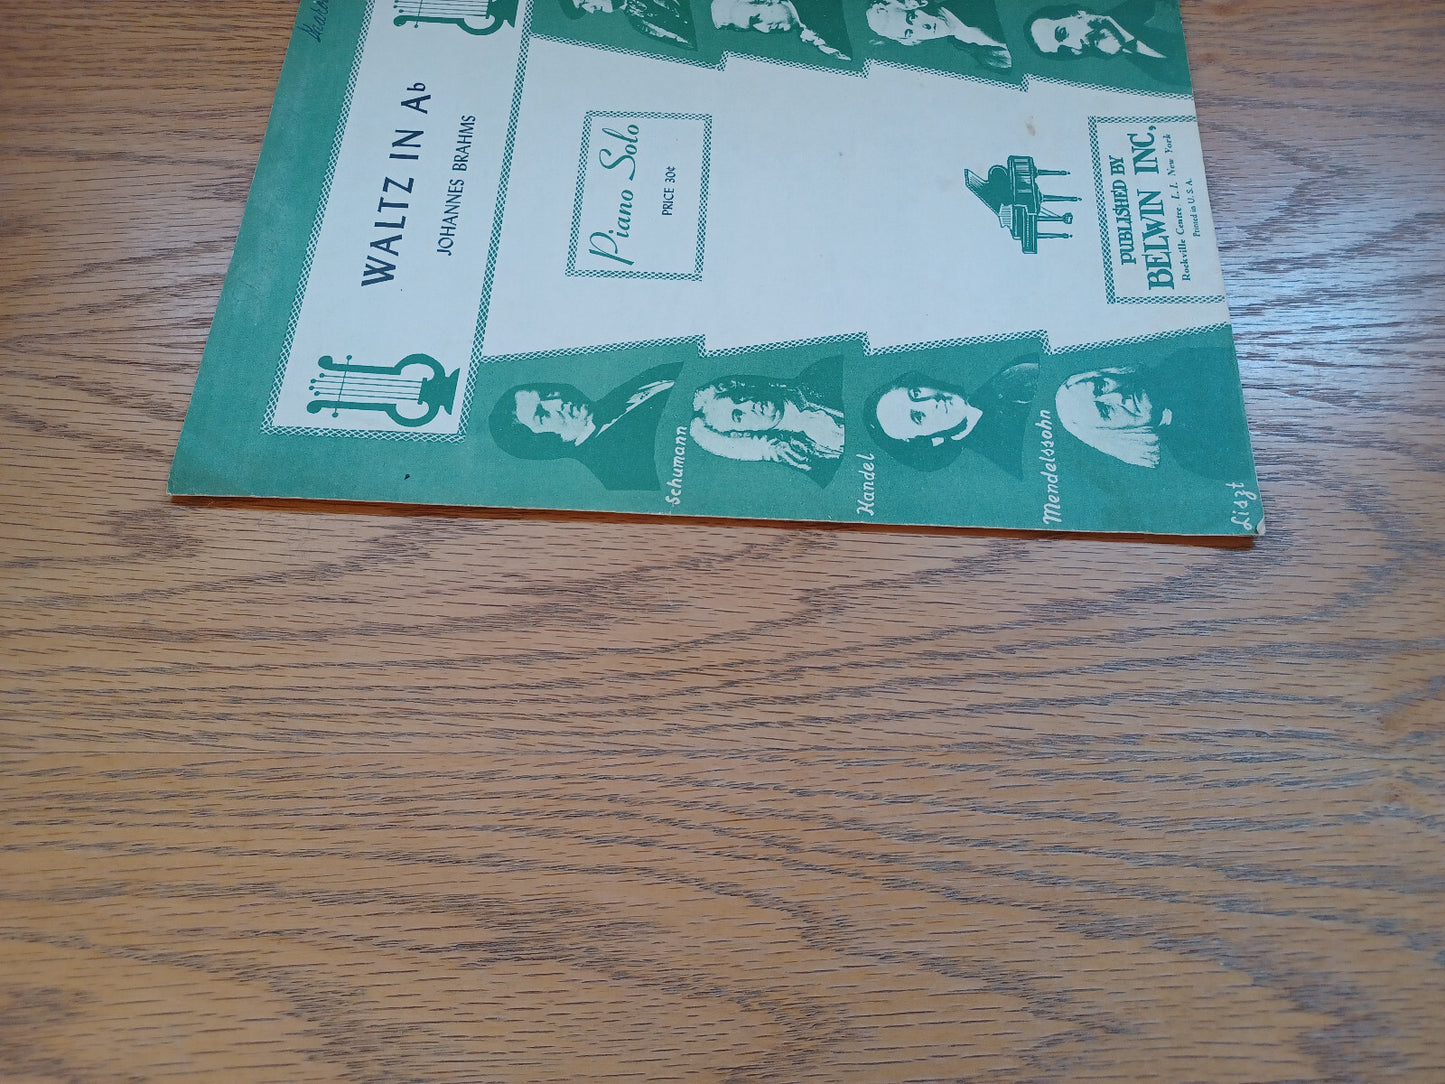 WALTZ IN A♭
JOHANNES BRAHMS
Piano Solo
PRICE 30¢
Schumann
Handel
Mendelssohn
Liszt
PUBLISHED BY
BELWIN INC,
Rockville Centre, L.I. New York
Printed in U.S.A.